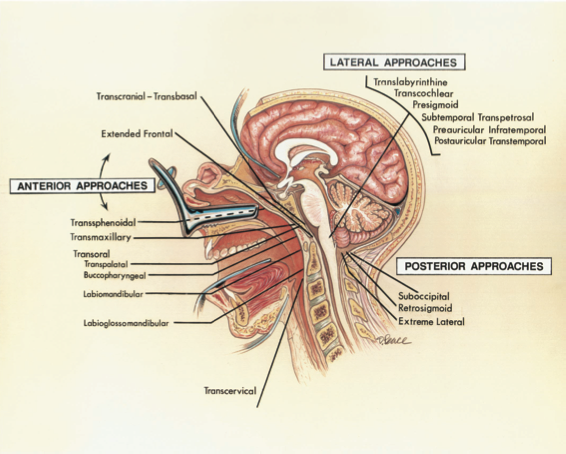 LATERAL APPROACHES
Translabyrinthine
Transcochlear
Presigmoid
Subtemporal Transpetrosal
Preauricular Infratemporal
Postauricular Transtemporal
Transcranial-Transbasal
Extended Frontal
ANTERIOR APPROACHES
Transsphenoidal
Transmaxillary
Transoral
Transpalatal
Buccopharyngeal
Labiomandibular
Labioglossomandibular
Transcervical
POSTERIOR APPROACHES
Suboccipital
Retrosigmoid
Extreme Lateral